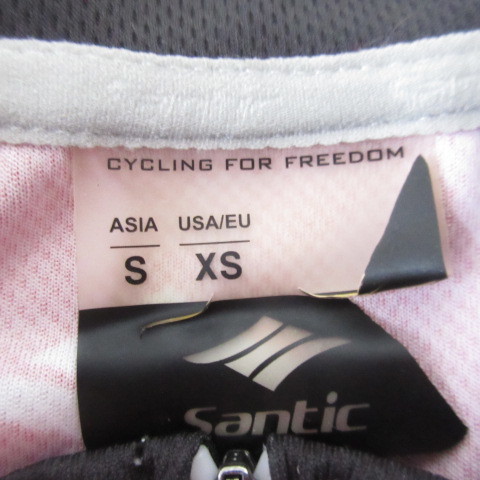 CYCLING FOR FREEDOM
ASIA USA/EU
S XS
Santic